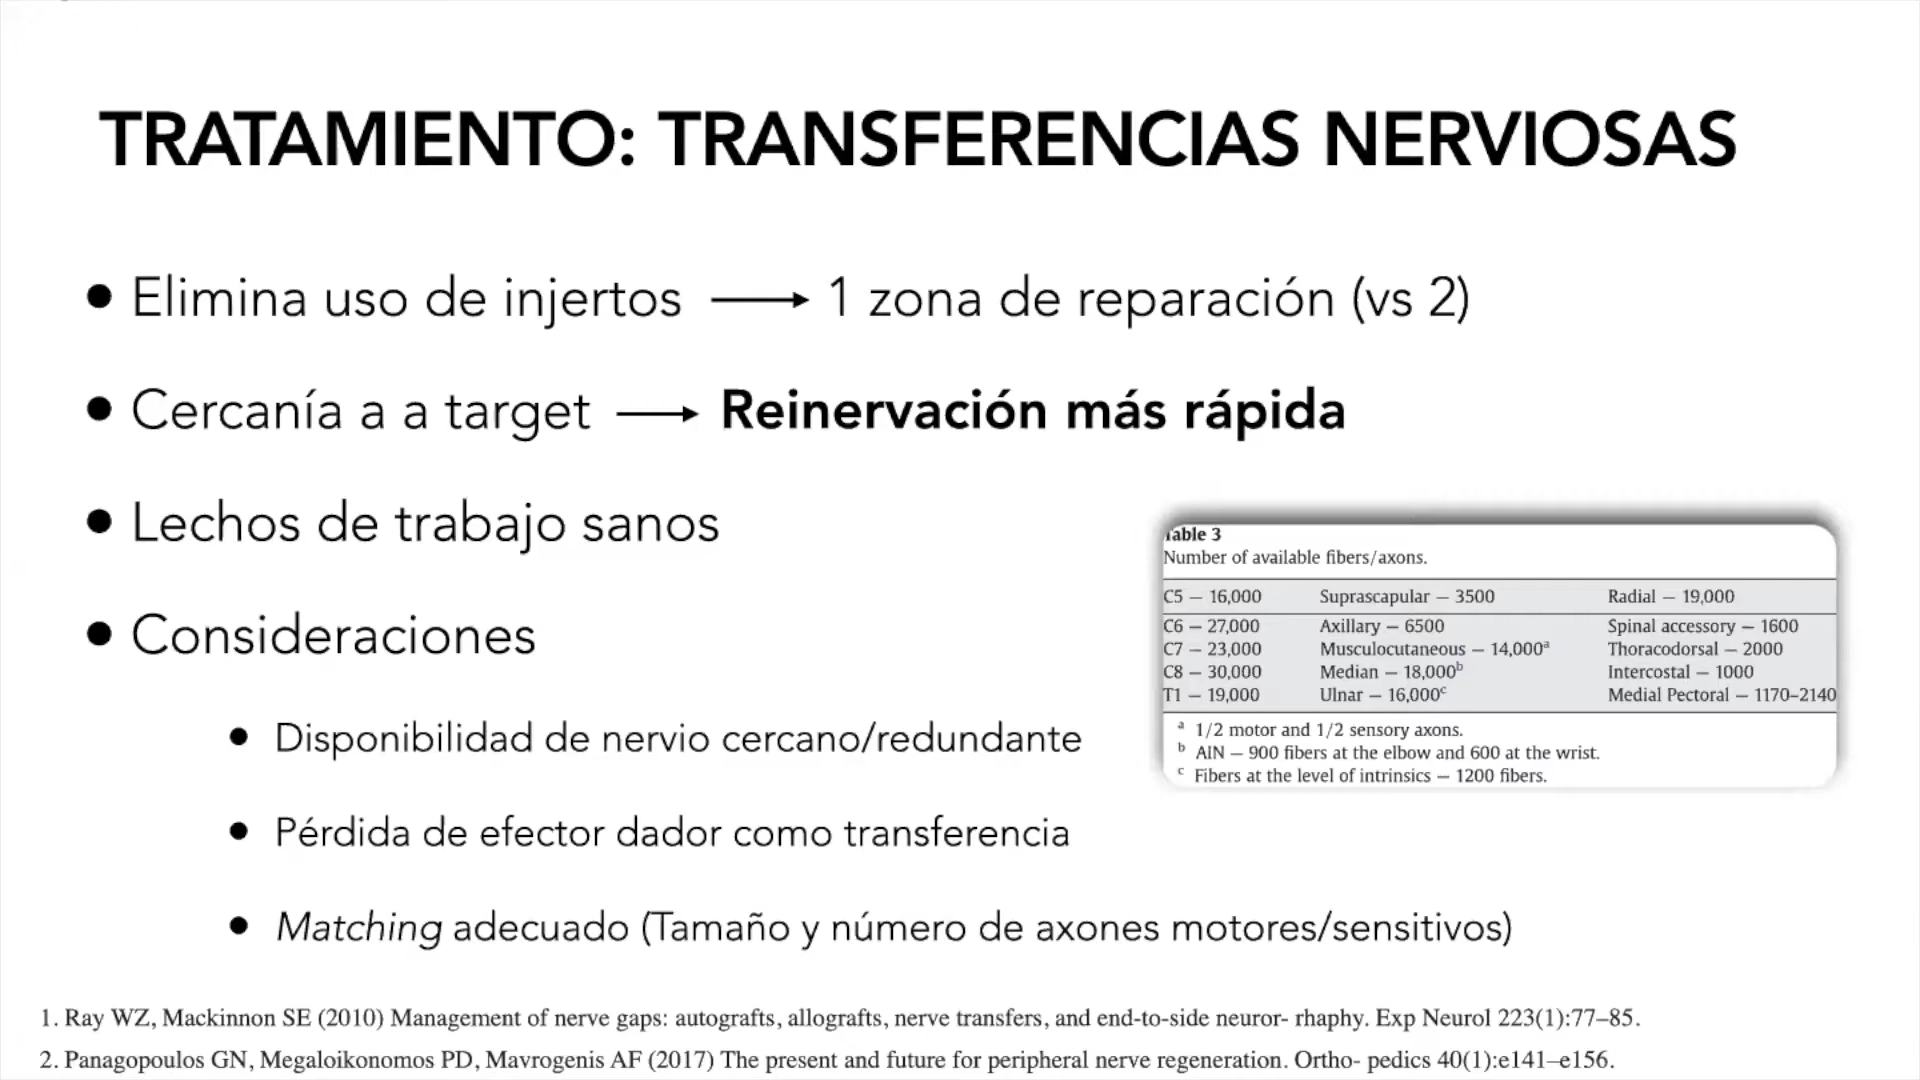 TRATAMIENTO: TRANSFERENCIAS NERVIOSAS
• Elimina uso de injertos → 1 zona de reparación (vs 2)
• Cercanía a a target → Reinervación más rápida
• Lechos de trabajo sanos
• Consideraciones
• Disponibilidad de nervio cercano/redundante
• Pérdida de efector dador como transferencia
• Matching adecuado (Tamaño y número de axones motores/sensitivos)
Table 3
Number of available fibers/axons.
C5 – 16,000 Suprascapular – 3500 Radial – 19,000
C6 – 27,000 Axillary – 6500 Spinal accessory – 1600
C7 – 23,000 Musculocutaneous – 14,000ᵃ Thoracodorsal – 2000
C8 – 30,000 Median – 18,000ᵇ Intercostal – 1000
T1 – 19,000 Ulnar – 16,000ᶜ Medial Pectoral – 1170–2140
ᵃ 1/2 motor and 1/2 sensory axons.
ᵇ AIN – 900 fibers at the elbow and 600 at the wrist.
ᶜ Fibers at the level of intrinsics – 1200 fibers.
1. Ray WZ, Mackinnon SE (2010) Management of nerve gaps: autografts, allografts, nerve transfers, and end-to-side neuror- rhaphy. Exp Neurol 223(1):77–85.
2. Panagopoulos GN, Megaloikonomos PD, Mavrogenis AF (2017) The present and future for peripheral nerve regeneration. Ortho- pedics 40(1):e141–e156.